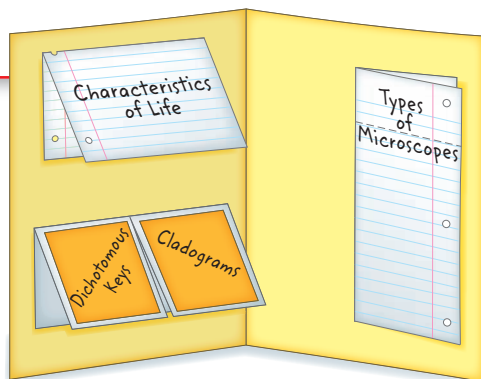 Characteristics
of Life
Types
of
Microscopes
Dichotomous
Keys
Cladograms